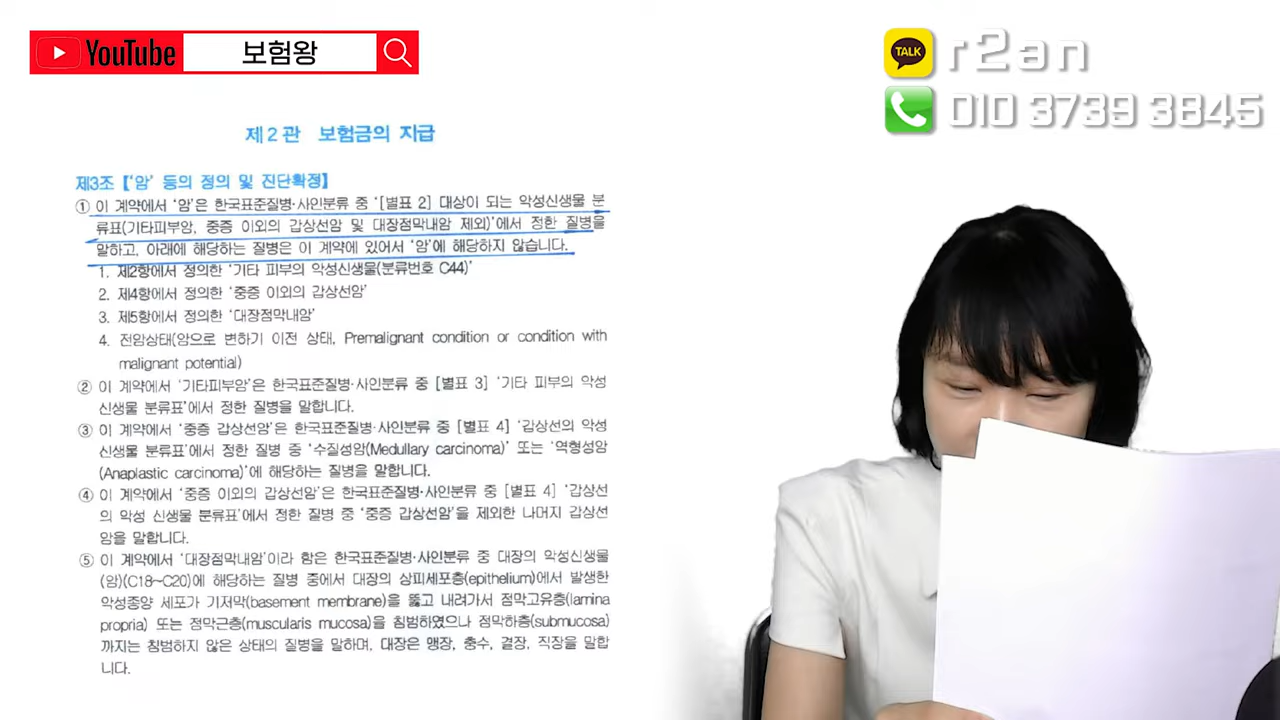 YouTube 보험왕
TALK r2an
010 3739 3845
제2관 보험금의 지급
제3조 【'암' 등의 정의 및 진단확정】
① 이 계약에서 '암'은 한국표준질병·사인분류 중 '[별표 2] 대상이 되는 악성신생물 분
류표(기타피부암, 중증 이외의 갑상선암 및 대장점막내암 제외)'에서 정한 질병을
말하고, 아래에 해당하는 질병은 이 계약에 있어서 '암'에 해당하지 않습니다.
1. 제2항에서 정의한 '기타 피부의 악성신생물(분류번호 C44)'
2. 제4항에서 정의한 '중증 이외의 갑상선암'
3. 제5항에서 정의한 '대장점막내암'
4. 전암상태(암으로 변하기 이전 상태, Premalignant condition or condition with
malignant potential)
② 이 계약에서 '기타피부암'은 한국표준질병·사인분류 중 [별표 3] '기타 피부의 악성
신생물 분류표'에서 정한 질병을 말합니다.
③ 이 계약에서 '중증 갑상선암'은 한국표준질병·사인분류 중 [별표 4] '갑상선의 악성
신생물 분류표'에서 정한 질병 중 '수질성암(Medullary carcinoma)' 또는 '역형성암
(Anaplastic carcinoma)'에 해당하는 질병을 말합니다.
④ 이 계약에서 '중증 이외의 갑상선암'은 한국표준질병·사인분류 중 [별표 4] '갑상선
의 악성 신생물 분류표'에서 정한 질병 중 '중증 갑상선암'을 제외한 나머지 갑상선
암을 말합니다.
⑤ 이 계약에서 '대장점막내암'이라 함은 한국표준질병·사인분류 중 대장의 악성신생물
(암)(C18~C20)에 해당하는 질병 중에서 대장의 상피세포층(epithelium)에서 발생한
악성종양 세포가 기저막(basement membrane)을 뚫고 내려가서 점막고유층(lamina
propria) 또는 점막근층(muscularis mucosa)을 침범하였으나 점막하층(submucosa)
까지는 침범하지 않은 상태의 질병을 말하며, 대장은 맹장, 충수, 결장, 직장을 말합
니다.